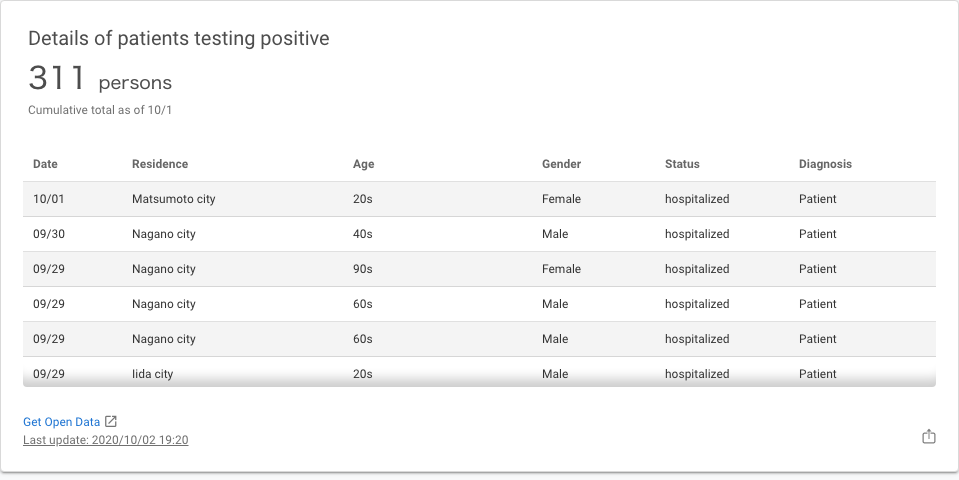 Details of patients testing positive
311 persons
Cumulative total as of 10/1
Date Residence Age Gender Status Diagnosis
10/01 Matsumoto city 20s Female hospitalized Patient
09/30 Nagano city 40s Male hospitalized Patient
09/29 Nagano city 90s Female hospitalized Patient
09/29 Nagano city 60s Male hospitalized Patient
09/29 Nagano city 60s Male hospitalized Patient
09/29 Iida city 20s Male hospitalized Patient
Get Open Data
Last update: 2020/10/02 19:20